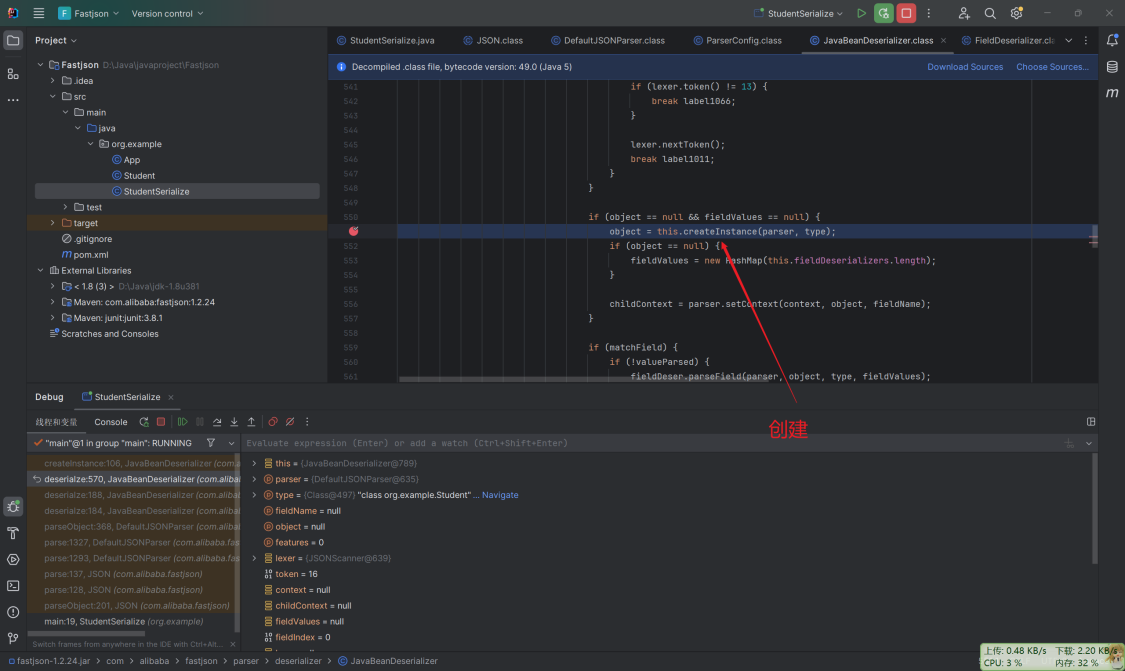 F Fastjson Version control
StudentSerialize
Project
StudentSerialize.java JSON.class DefaultJSONParser.class ParserConfig.class JavaBeanDeserializer.class × FieldDeserializer.cla
Decompiled .class file, bytecode version: 49.0 (Java 5) Download Sources Choose Sources...
Fastjson D:\Java\javaproject\Fastjson
.idea
src
main
java
org.example
App
Student
StudentSerialize
test
target
.gitignore
m pom.xml
External Libraries
< 1.8 (3) > D:\Java\jdk-1.8u381
Maven: com.alibaba:fastjson:1.2.24
Maven: junit:junit:3.8.1
Scratches and Consoles
541 if (lexer.token() != 13) {
542 break label1066;
543 }
544
545 lexer.nextToken();
546 break label1011;
547 }
548 }
549
550 if (object == null && fieldValues == null) {
object = this.createInstance(parser, type);
552 if (object == null) {
553 fieldValues = new HashMap(this.fieldDeserializers.length);
554 }
555
556 childContext = parser.setContext(context, object, fieldName);
557 }
558
559 if (matchField) {
560 if (!valueParsed) {
561 fieldDeser.parseField(parser, object, type, fieldValues);
创建
Debug StudentSerialize ×
线程和变量 Console
"main"@1 in group "main": RUNNING
Evaluate expression (Enter) or add a watch (Ctrl+Shift+Enter)
createInstance:106, JavaBeanDeserializer (com.a
deserialze:570, JavaBeanDeserializer (com.aliba
deserialze:188, JavaBeanDeserializer (com.aliba
deserialze:184, JavaBeanDeserializer (com.aliba
parseObject:368, DefaultJSONParser (com.alibab
parse:1327, DefaultJSONParser (com.alibaba.fas
parse:1293, DefaultJSONParser (com.alibaba.fas
parse:137, JSON (com.alibaba.fastjson)
parse:128, JSON (com.alibaba.fastjson)
parseObject:201, JSON (com.alibaba.fastjson)
main:19, StudentSerialize (org.example)
Switch frames from anywhere in the IDE with Ctrl+Alt... ×
this = {JavaBeanDeserializer@789}
parser = {DefaultJSONParser@635}
type = {Class@497} "class org.example.Student" ... Navigate
fieldName = null
object = null
features = 0
lexer = {JSONScanner@639}
token = 16
context = null
childContext = null
fieldValues = null
fieldIndex = 0
fastjson-1.2.24.jar > com > alibaba > fastjson > parser > deserializer > JavaBeanDeserializer
上传: 0.48 KB/s 下载: 2.20 KB/s
CPU: 3 % 内存: 32 %